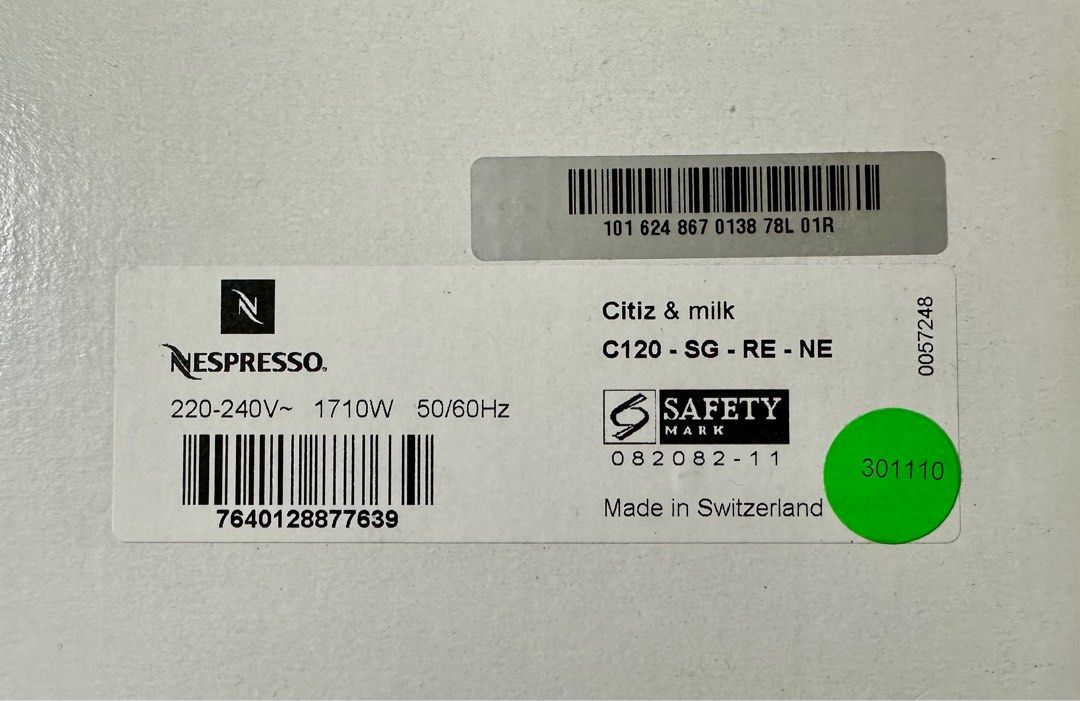 101 624 867 0138 78L 01R
N
NESPRESSO.
220-240V~ 1710W 50/60Hz
7640128877639
Citiz & milk
C120 - SG - RE - NE
S SAFETY
MARK
082082-11
Made in Switzerland
0057248
301110